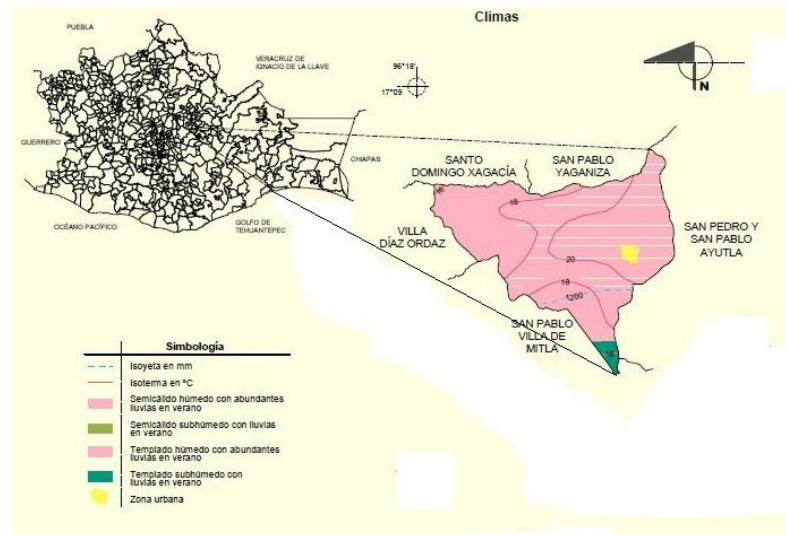 Climas
PUEBLA
VERACRUZ DE
IGNACIO DE LA LLAVE
96°18'
17°09
N
GUERRERO
CHIAPAS
OCÉANO PACÍFICO
GOLFO DE
TEHUANTEPEC
SANTO
DOMINGO XAGACÍA
SAN PABLO
YAGANIZA
VILLA
DÍAZ ORDAZ
SAN PEDRO Y
SAN PABLO
AYUTLA
16
18
20
18
1200
SAN PABLO
VILLA DE
MITLA
16
Simbología
Isoyeta en mm
Isoterma en °C
Semicálido húmedo con abundantes
lluvias en verano
Semicálido subhúmedo con lluvias
en verano
Templado húmedo con abundantes
lluvias en verano
Templado subhúmedo con
lluvias en verano
Zona urbana